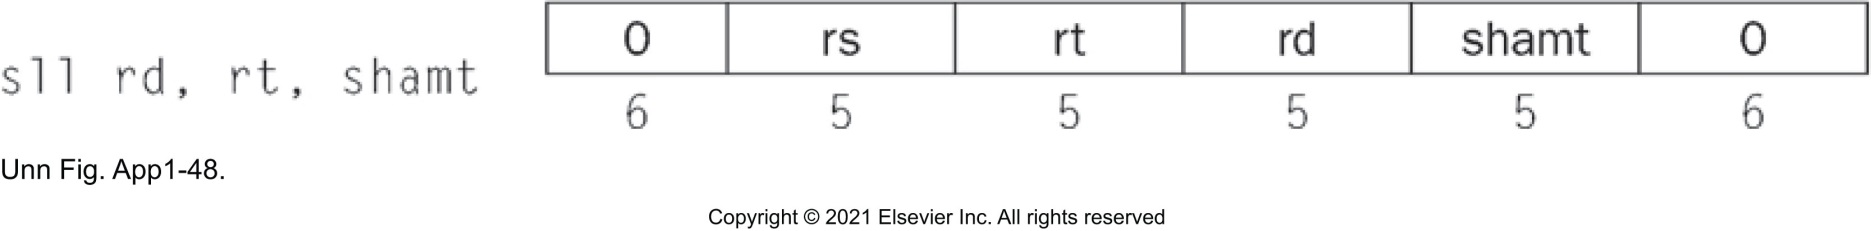 0 rs rt rd shamt 0
sll rd, rt, shamt
6 5 5 5 5 6
Unn Fig. App1-48.
Copyright © 2021 Elsevier Inc. All rights reserved